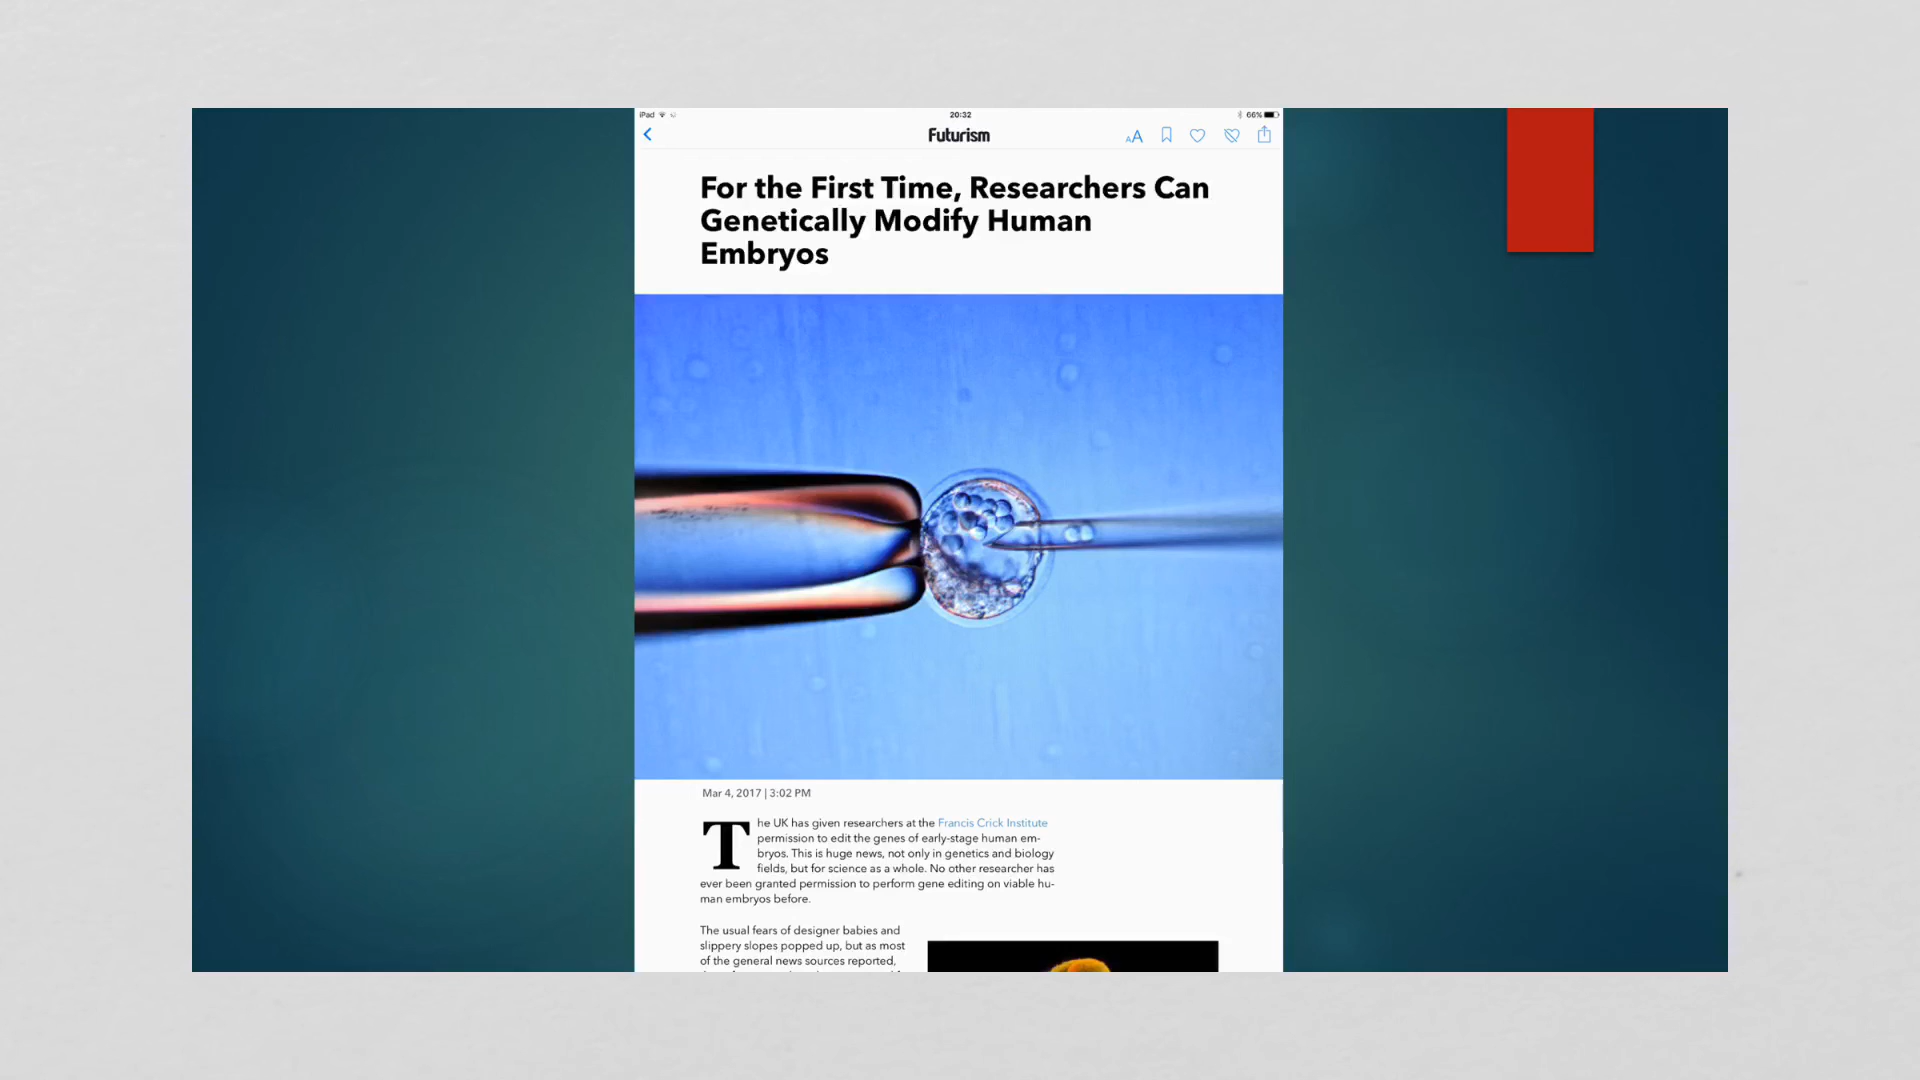 iPad
20:32
66%
Futurism
AA
For the First Time, Researchers Can
Genetically Modify Human
Embryos
Mar 4, 2017 | 3:02 PM
The UK has given researchers at the Francis Crick Institute
permission to edit the genes of early-stage human em-
bryos. This is huge news, not only in genetics and biology
fields, but for science as a whole. No other researcher has
ever been granted permission to perform gene editing on viable hu-
man embryos before.
The usual fears of designer babies and
slippery slopes popped up, but as most
of the general news sources reported,